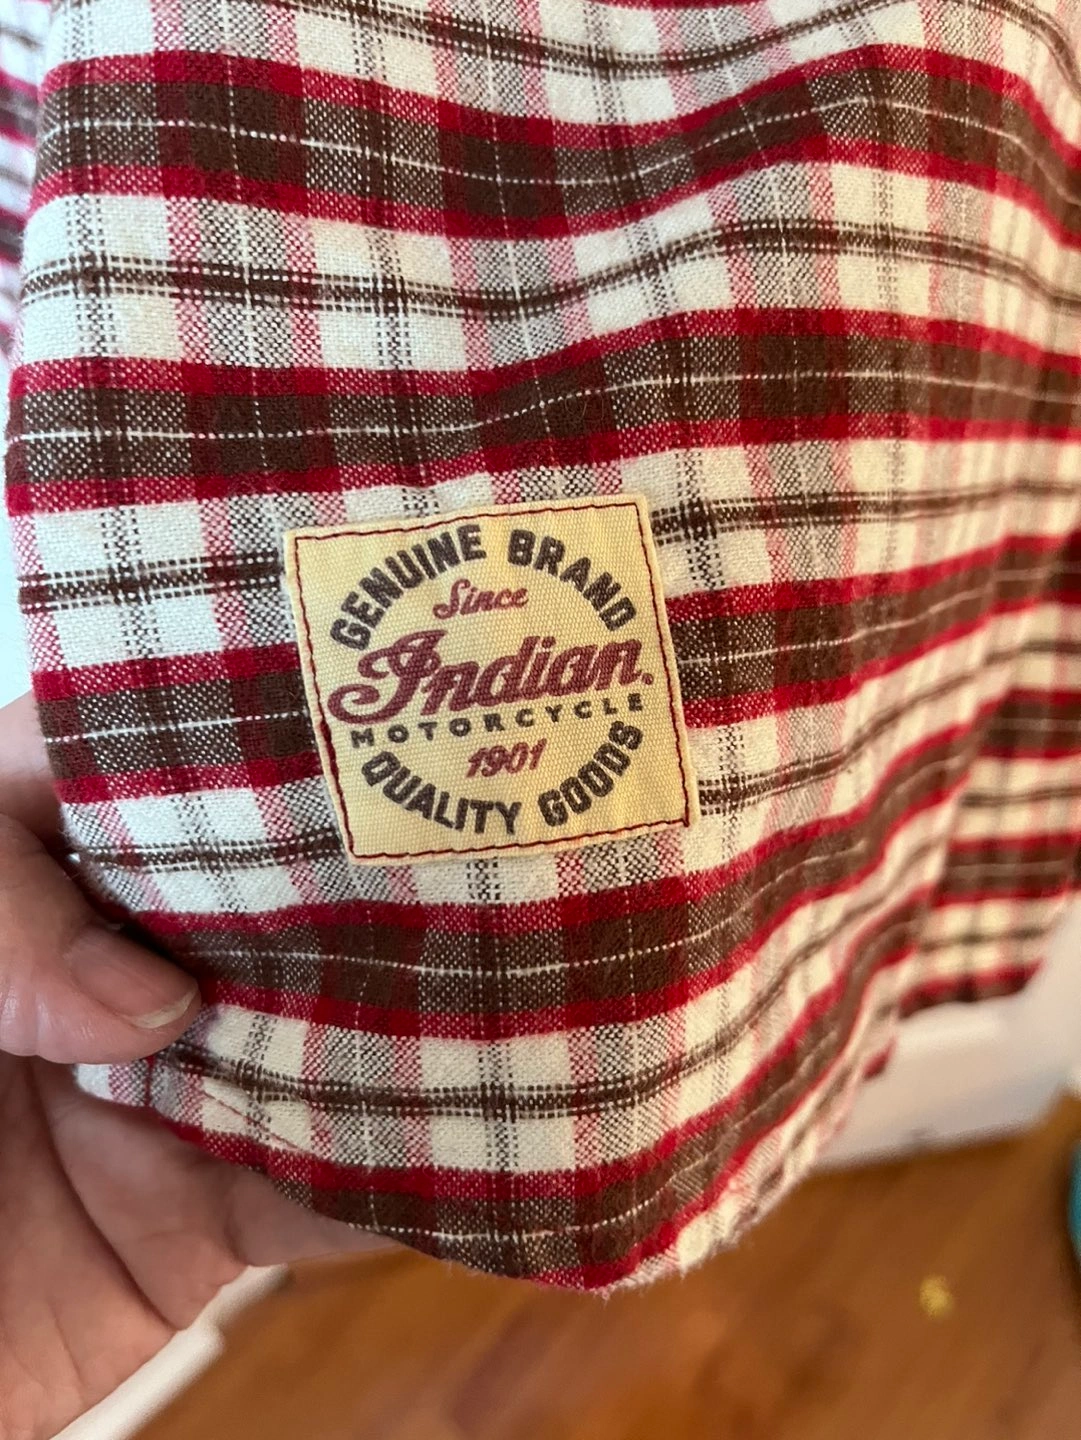 GENUINE BRAND
Since
Indian.
MOTORCYCLE
1901
QUALITY GOODS